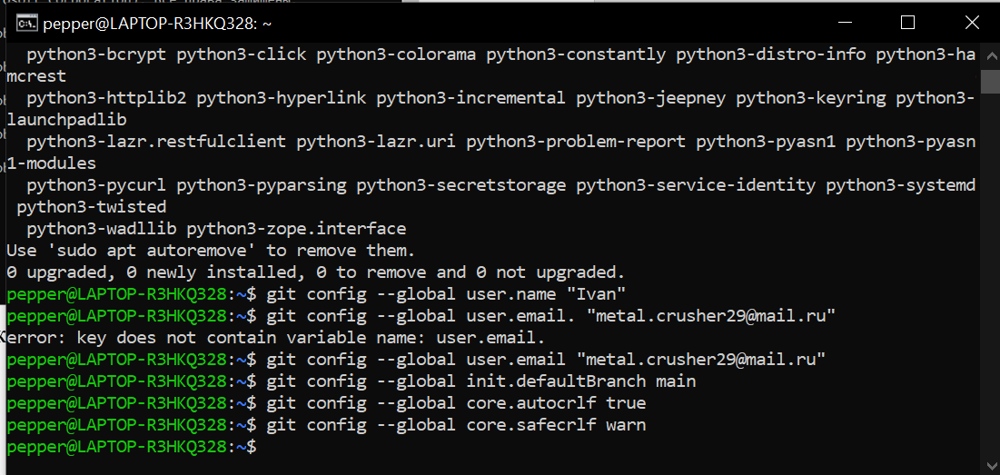 pepper@LAPTOP-R3HKQ328: ~
python3-bcrypt python3-click python3-colorama python3-constantly python3-distro-info python3-ha
mcrest
python3-httplib2 python3-hyperlink python3-incremental python3-jeepney python3-keyring python3-
launchpadlib
python3-lazr.restfulclient python3-lazr.uri python3-problem-report python3-pyasn1 python3-pyasn
1-modules
python3-pycurl python3-pyparsing python3-secretstorage python3-service-identity python3-systemd
python3-twisted
python3-wadllib python3-zope.interface
Use 'sudo apt autoremove' to remove them.
0 upgraded, 0 newly installed, 0 to remove and 0 not upgraded.
pepper@LAPTOP-R3HKQ328:~$ git config --global user.name "Ivan"
pepper@LAPTOP-R3HKQ328:~$ git config --global user.email. "metal.crusher29@mail.ru"
error: key does not contain variable name: user.email.
pepper@LAPTOP-R3HKQ328:~$ git config --global user.email "metal.crusher29@mail.ru"
pepper@LAPTOP-R3HKQ328:~$ git config --global init.defaultBranch main
pepper@LAPTOP-R3HKQ328:~$ git config --global core.autocrlf true
pepper@LAPTOP-R3HKQ328:~$ git config --global core.safecrlf warn
pepper@LAPTOP-R3HKQ328:~$